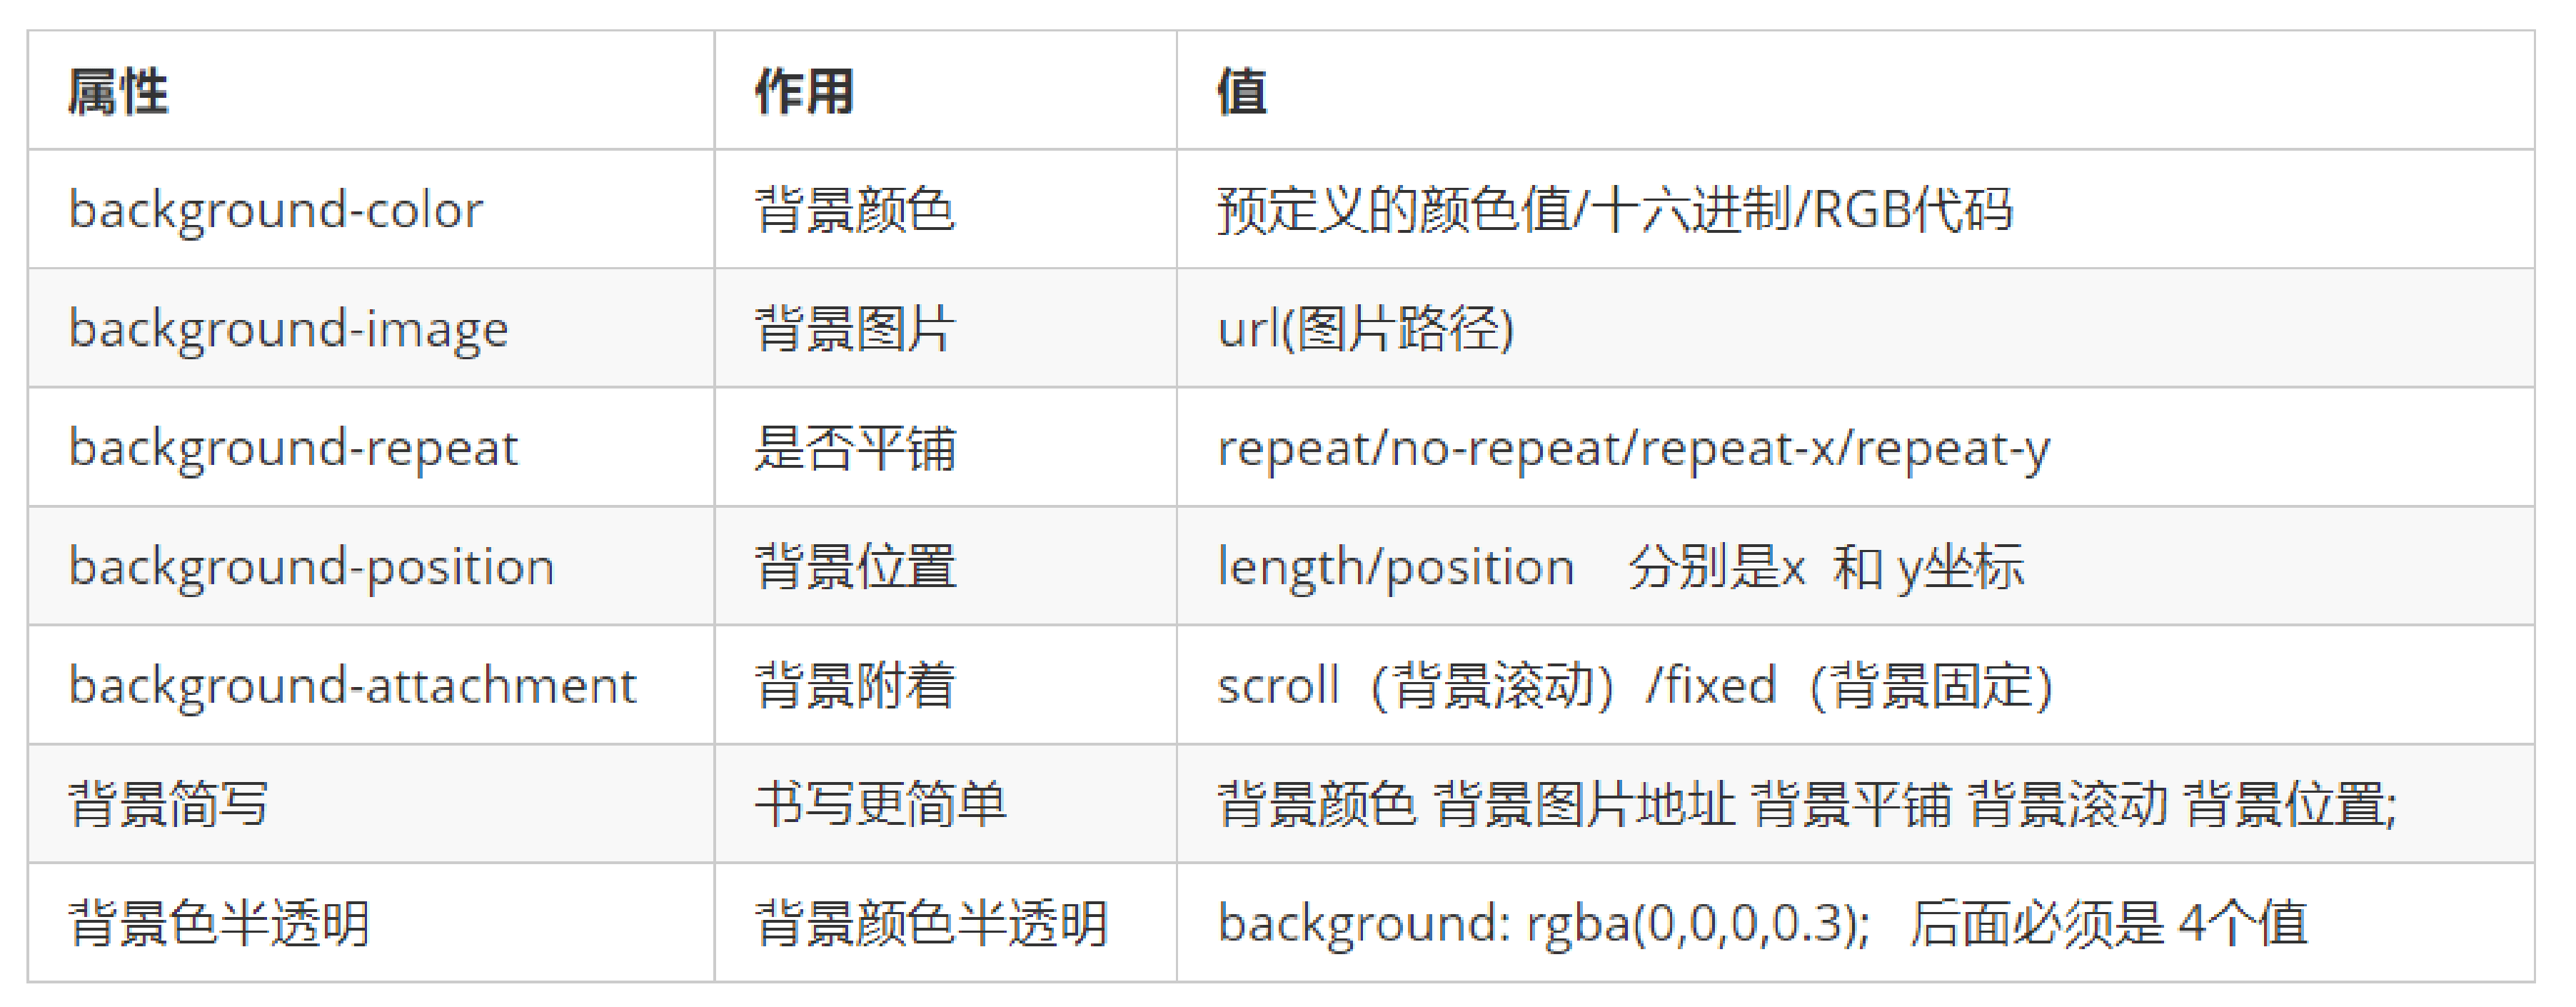 属性 作用 值
background-color 背景颜色 预定义的颜色值/十六进制/RGB代码
background-image 背景图片 url(图片路径)
background-repeat 是否平铺 repeat/no-repeat/repeat-x/repeat-y
background-position 背景位置 length/position 分别是x 和 y坐标
background-attachment 背景附着 scroll（背景滚动）/fixed（背景固定）
背景简写 书写更简单 背景颜色 背景图片地址 背景平铺 背景滚动 背景位置;
背景色半透明 背景颜色半透明 background: rgba(0,0,0,0.3); 后面必须是 4个值